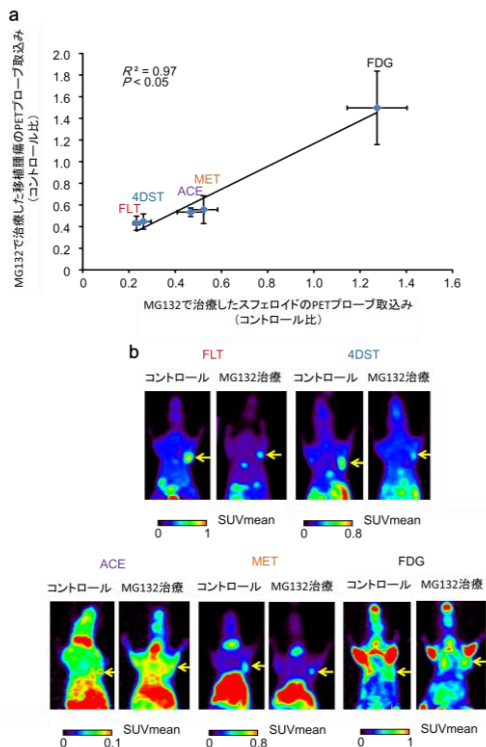 a
MG132で治療した移植腫瘍のPETプローブ取込み
(コントロール比)
2.0
1.8
1.6
1.4
1.2
1.0
0.8
0.6
0.4
0.2
0
R² = 0.97
P < 0.05
FDG
MET
ACE
4DST
FLT
0 0.2 0.4 0.6 0.8 1.0 1.2 1.4 1.6
MG132で治療したスフェロイドのPETプローブ取込み
(コントロール比)
b
FLT 4DST
コントロール MG132治療 コントロール MG132治療
SUVmean SUVmean
0 1 0 0.8
ACE MET FDG
コントロール MG132治療 コントロール MG132治療 コントロール MG132治療
SUVmean SUVmean SUVmean
0 0.1 0 0.8 0 1